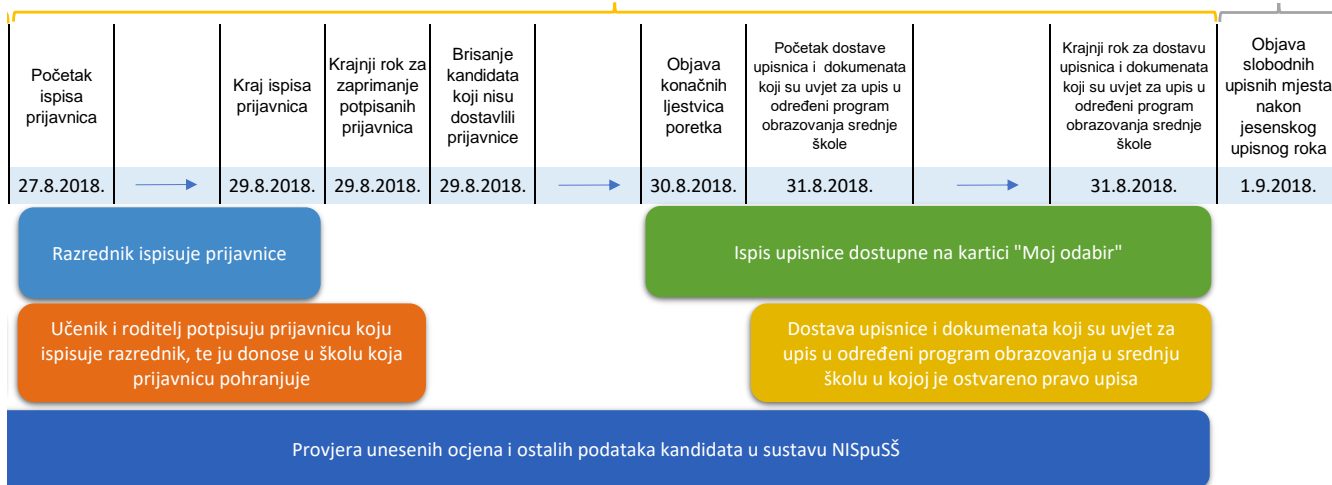 Početak
ispisa
prijavnica
Kraj ispisa
prijavnica
Krajnji rok za
zaprimanje
potpisanih
prijavnica
Brisanje
kandidata
koji nisu
dostavlili
prijavnice
Objava
konačnih
ljestvica
poretka
Početak dostave
upisnica i dokumenata
koji su uvjet za upis u
određeni program
obrazovanja srednje
škole
Krajnji rok za dostavu
upisnica i dokumenata
koji su uvjet za upis u
određeni program
obrazovanja srednje
škole
Objava
slobodnih
upisnih mjesta
nakon
jesenskog
upisnog roka
27.8.2018.
29.8.2018.
29.8.2018.
29.8.2018.
30.8.2018.
31.8.2018.
31.8.2018.
1.9.2018.
Razrednik ispisuje prijavnice
Ispis upisnice dostupne na kartici "Moj odabir"
Učenik i roditelj potpisuju prijavnicu koju
ispisuje razrednik, te ju donose u školu koja
prijavnicu pohranjuje
Dostava upisnice i dokumenata koji su uvjet za
upis u određeni program obrazovanja u srednju
školu u kojoj je ostvareno pravo upisa
Provjera unesenih ocjena i ostalih podataka kandidata u sustavu NISpuSŠ